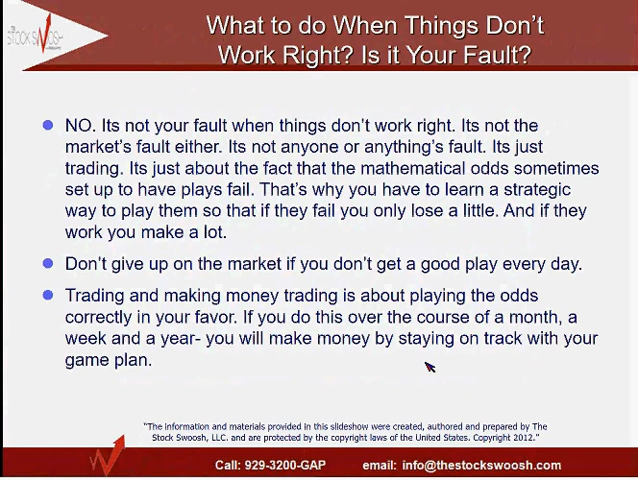 THE
STOCK SWOOSH
What to do When Things Don't
Work Right? Is it Your Fault?
NO. Its not your fault when things don't work right. Its not the
market's fault either. Its not anyone or anything's fault. Its just
trading. Its just about the fact that the mathematical odds sometimes
set up to have plays fail. That's why you have to learn a strategic
way to play them so that if they fail you only lose a little. And if they
work you make a lot.
Don't give up on the market if you don't get a good play every day.
Trading and making money trading is about playing the odds
correctly in your favor. If you do this over the course of a month, a
week and a year- you will make money by staying on track with your
game plan.
"The information and materials provided in this slideshow were created, authored and prepared by The
Stock Swoosh, LLC. and are protected by the copyright laws of the United States. Copyright 2012."
Call: 929-3200-GAP email: info@thestockswoosh.com